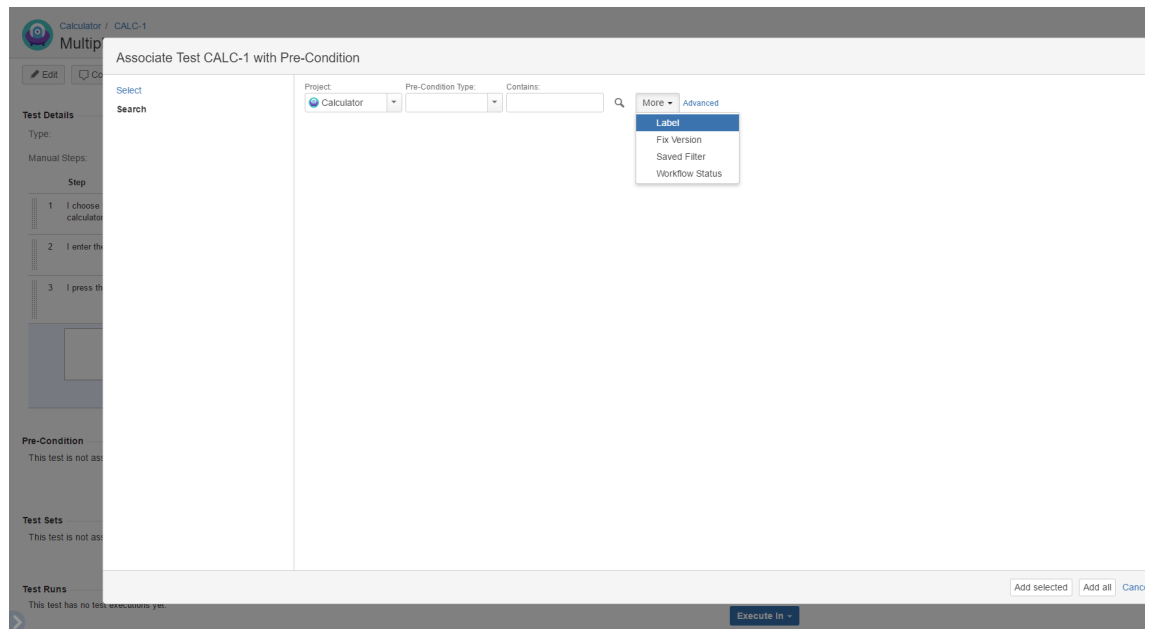 Calculator / CALC-1
Multip
Edit
Co
Associate Test CALC-1 with Pre-Condition
Select
Search
Project:
Pre-Condition Type:
Contains:
Calculator
More
Advanced
Label
Fix Version
Saved Filter
Workflow Status
Test Details
Type:
Manual Steps:
Step
1 I choose
calculator
2 I enter the
3 I press th
Pre-Condition
This test is not ass
Test Sets
This test is not ass
Test Runs
This test has no test executions yet.
Add selected
Add all
Canc
Execute In